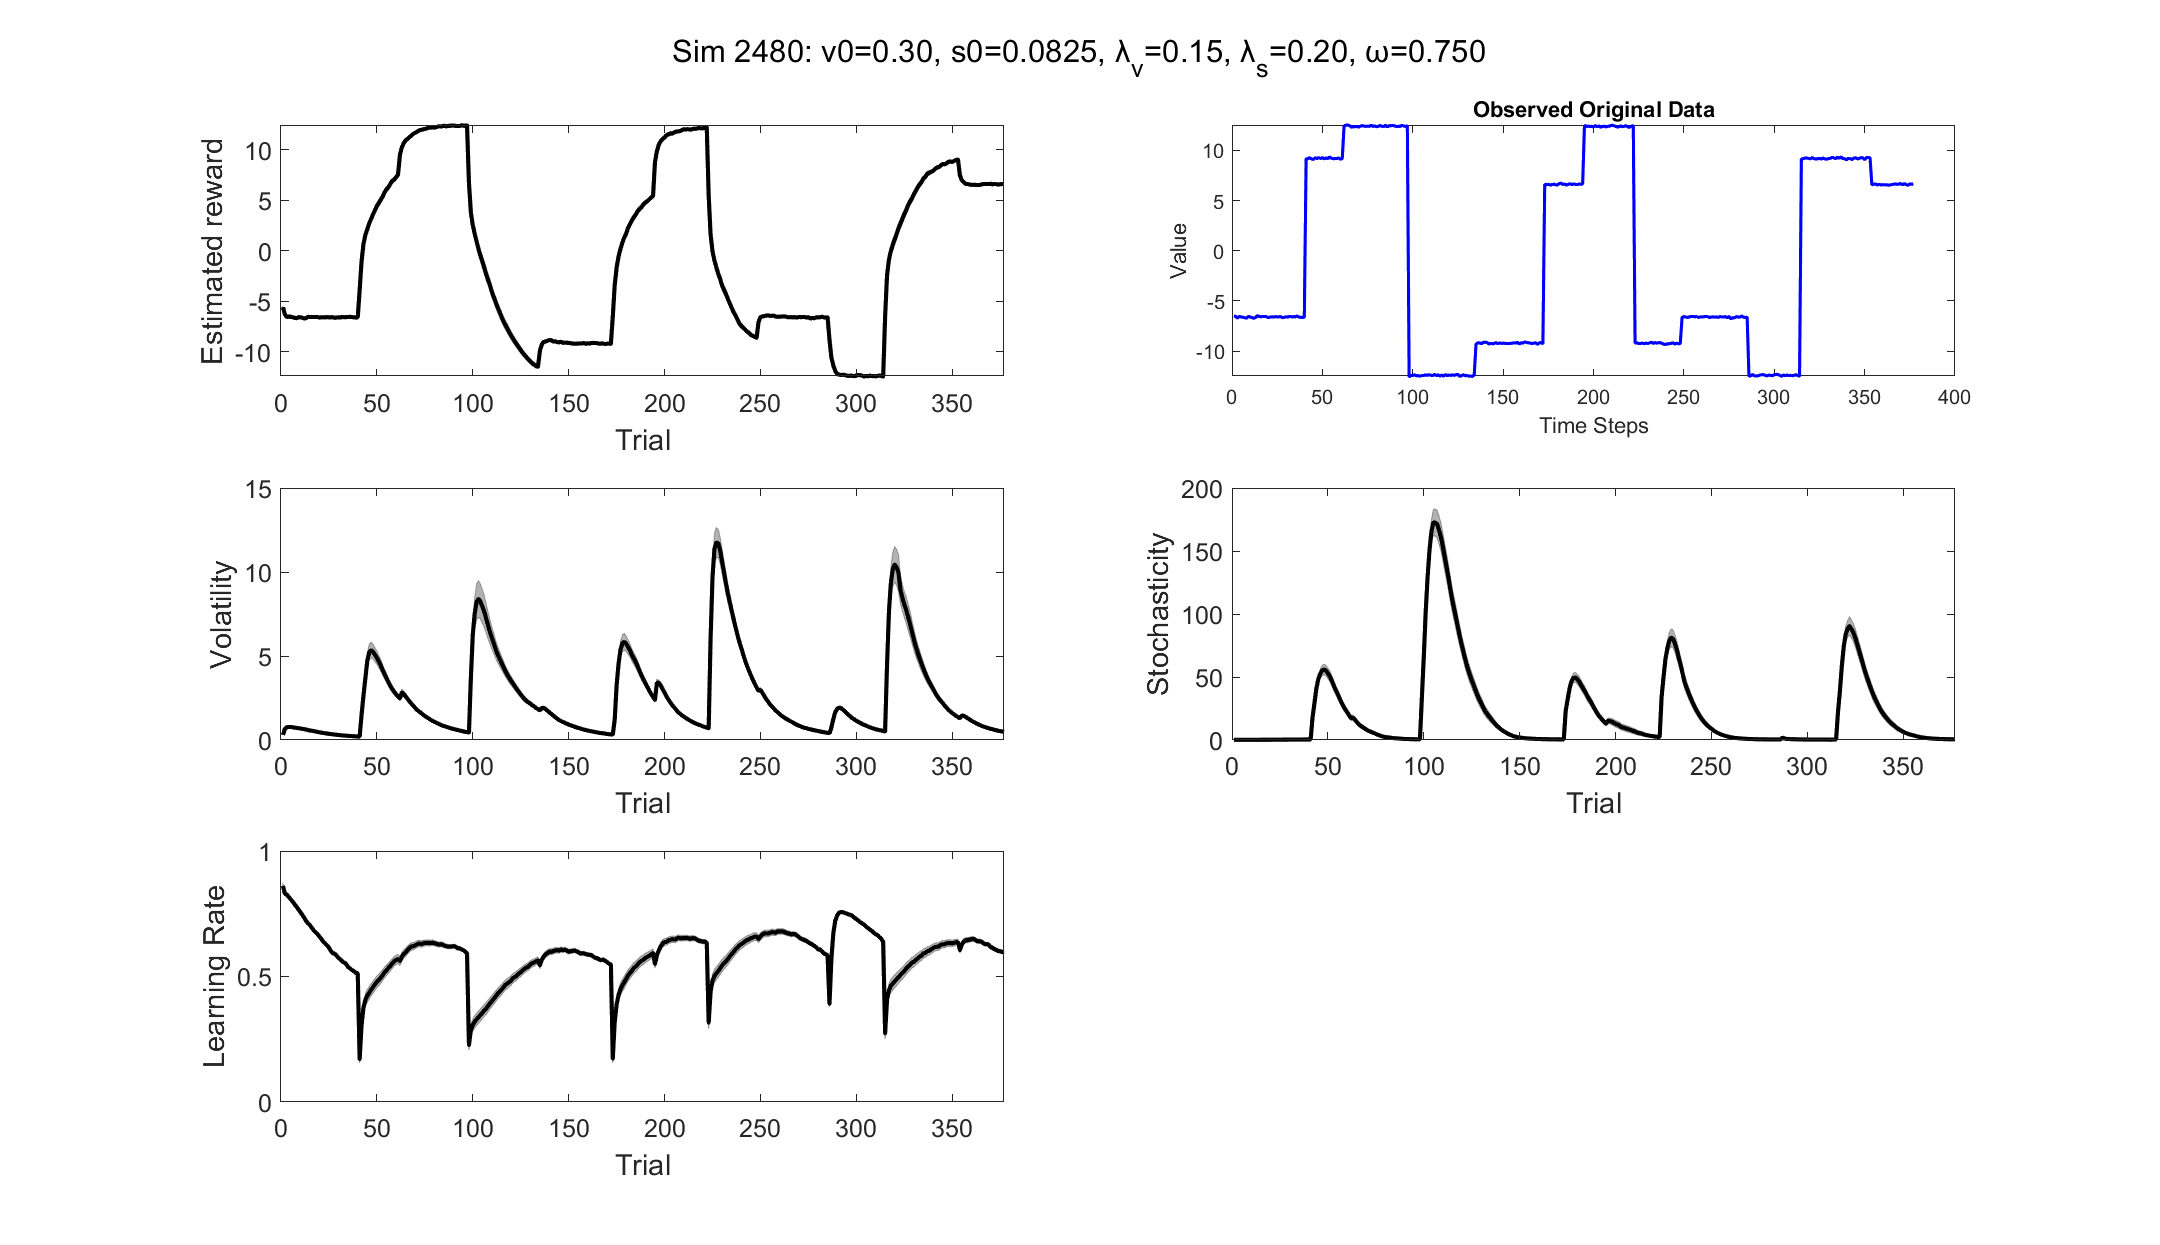 Sim 2480: v0=0.30, s0=0.0825, λ_v=0.15, λ_s=0.20, ω=0.750
Estimated reward
10
5
0
-5
-10
0 50 100 150 200 250 300 350
Trial
Observed Original Data
Value
10
5
0
-5
-10
0 50 100 150 200 250 300 350 400
Time Steps
Volatility
15
10
5
0
0 50 100 150 200 250 300 350
Trial
Stochasticity
200
150
100
50
0
0 50 100 150 200 250 300 350
Trial
Learning Rate
1
0.5
0
0 50 100 150 200 250 300 350
Trial